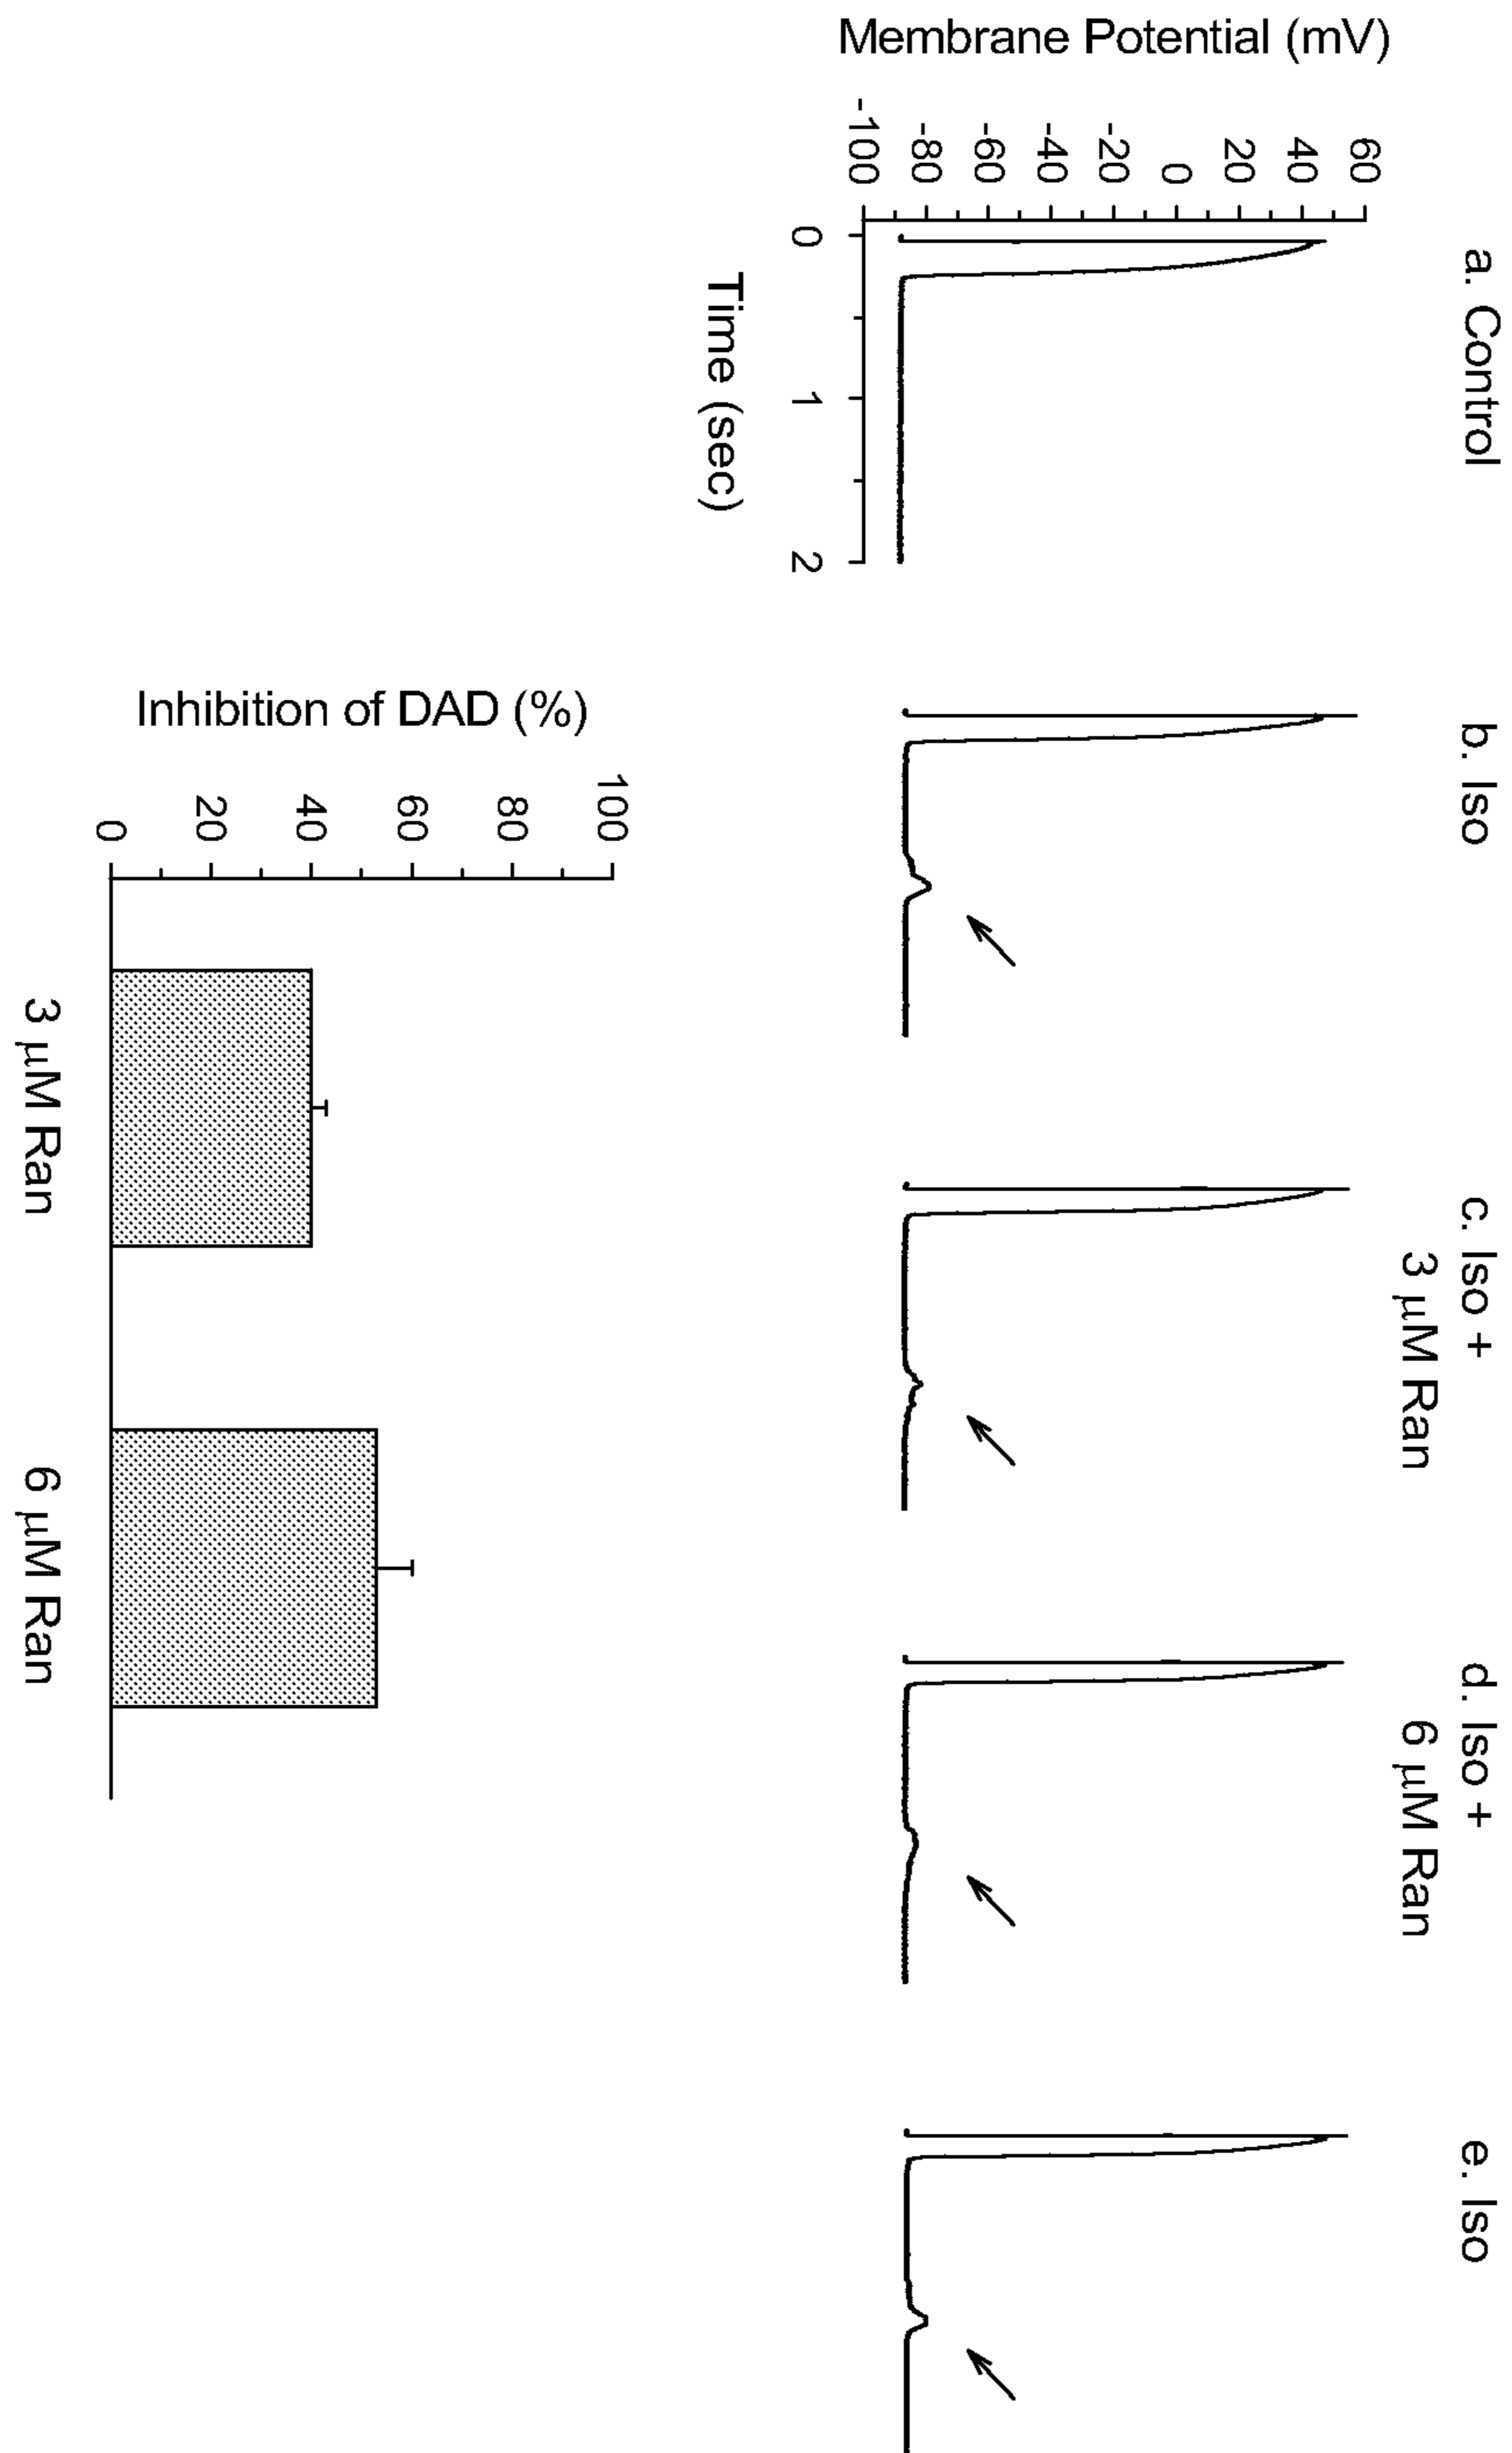 a. Control
b. Iso
c. Iso +
3 μM Ran
d. Iso +
6 μM Ran
e. Iso
Membrane Potential (mV)
60
40
20
0
-20
-40
-60
-80
-100
0
1
2
Time (sec)
Inhibition of DAD (%)
100
80
60
40
20
0
3 μM Ran
6 μM Ran